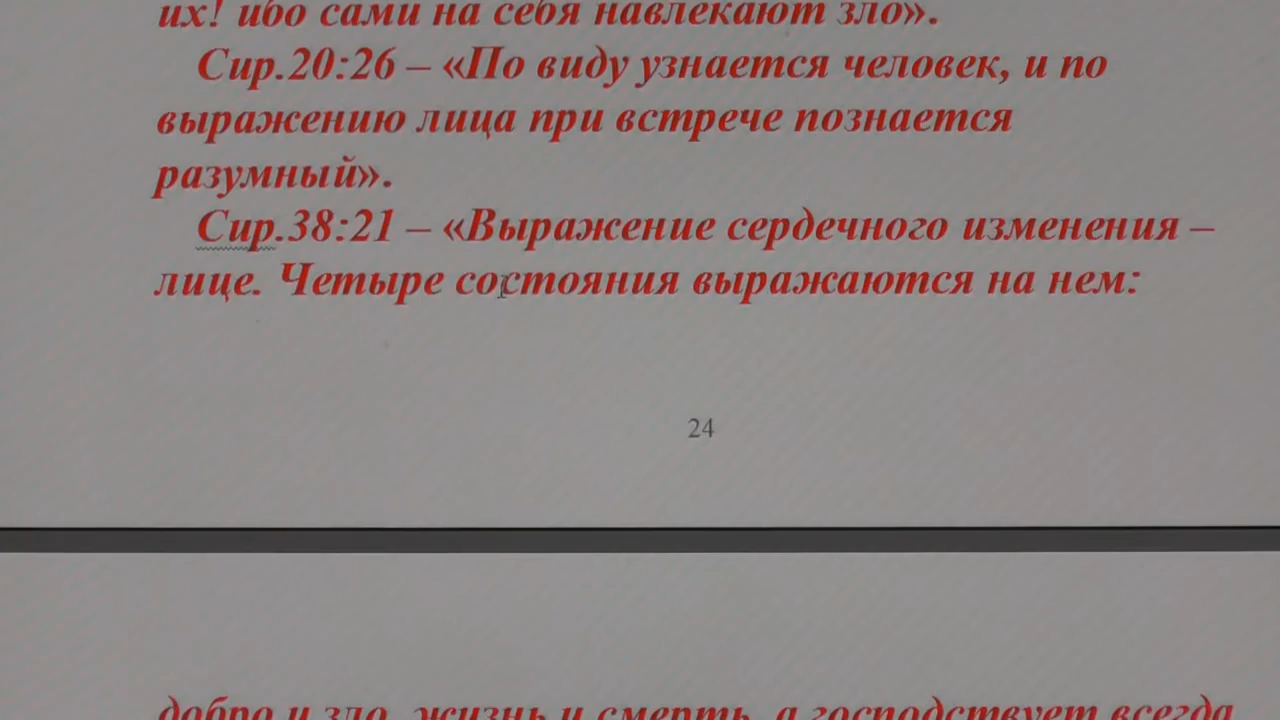 их! ибо сами на себя навлекают зло».
Сир.20:26 – «По виду узнается человек, и по
выражению лица при встрече познается
разумный».
Сир.38:21 – «Выражение сердечного изменения –
лице. Четыре состояния выражаются на нем:
24
добро и зло, жизнь и смерть, а господствует всегда